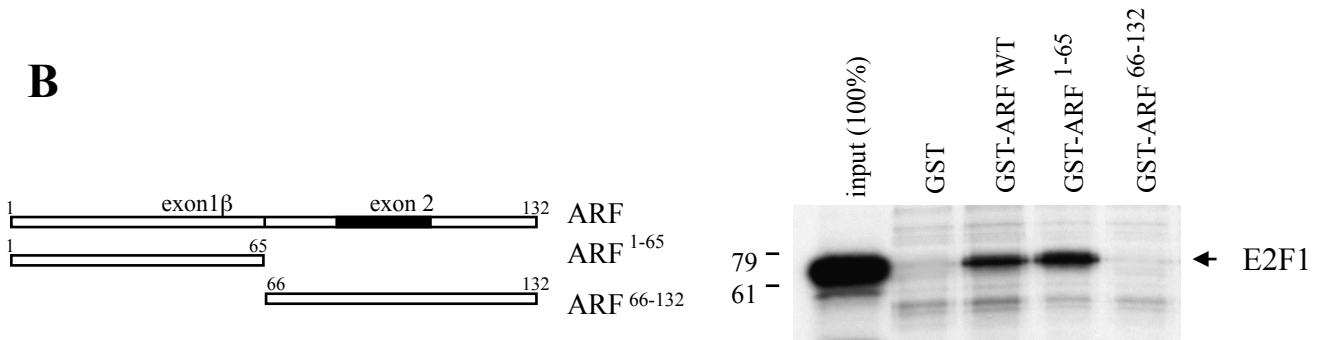 B
1 exon1β exon 2 132 ARF
1 65 ARF 1-65
66 132 ARF 66-132
input (100%)
GST
GST-ARF WT
GST-ARF 1-65
GST-ARF 66-132
79
61
E2F1